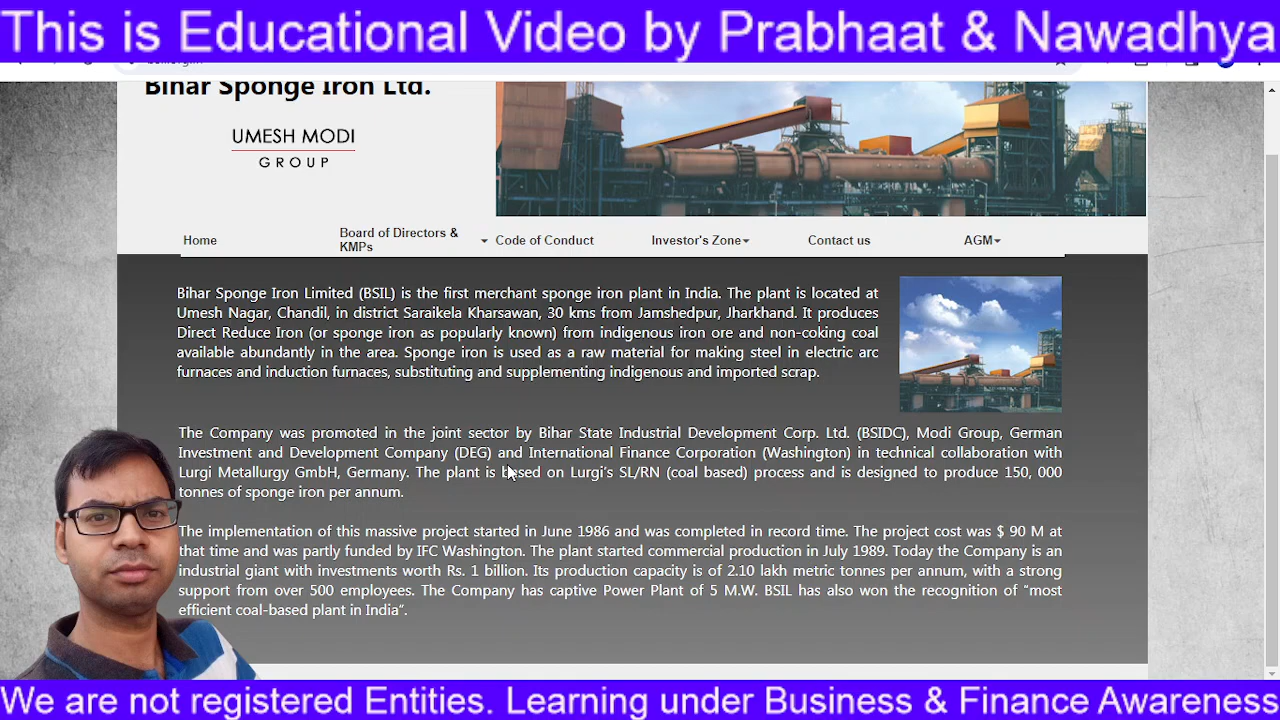 This is Educational Video by Prabhaat & Nawadhya
Bihar Sponge Iron Ltd.
UMESH MODI
GROUP
Home
Board of Directors &
KMPs
Code of Conduct
Investor's Zone
Contact us
AGM
Bihar Sponge Iron Limited (BSIL) is the first merchant sponge iron plant in India. The plant is located at
Umesh Nagar, Chandil, in district Saraikela Kharsawan, 30 kms from Jamshedpur, Jharkhand. It produces
Direct Reduce Iron (or sponge iron as popularly known) from indigenous iron ore and non-coking coal
available abundantly in the area. Sponge iron is used as a raw material for making steel in electric arc
furnaces and induction furnaces, substituting and supplementing indigenous and imported scrap.
The Company was promoted in the joint sector by Bihar State Industrial Development Corp. Ltd. (BSIDC), Modi Group, German
Investment and Development Company (DEG) and International Finance Corporation (Washington) in technical collaboration with
Lurgi Metallurgy GmbH, Germany. The plant is based on Lurgi's SL/RN (coal based) process and is designed to produce 150, 000
tonnes of sponge iron per annum.
The implementation of this massive project started in June 1986 and was completed in record time. The project cost was $ 90 M at
that time and was partly funded by IFC Washington. The plant started commercial production in July 1989. Today the Company is an
industrial giant with investments worth Rs. 1 billion. Its production capacity is of 2.10 lakh metric tonnes per annum, with a strong
support from over 500 employees. The Company has captive Power Plant of 5 M.W. BSIL has also won the recognition of “most
efficient coal-based plant in India”.
We are not registered Entities. Learning under Business & Finance Awareness